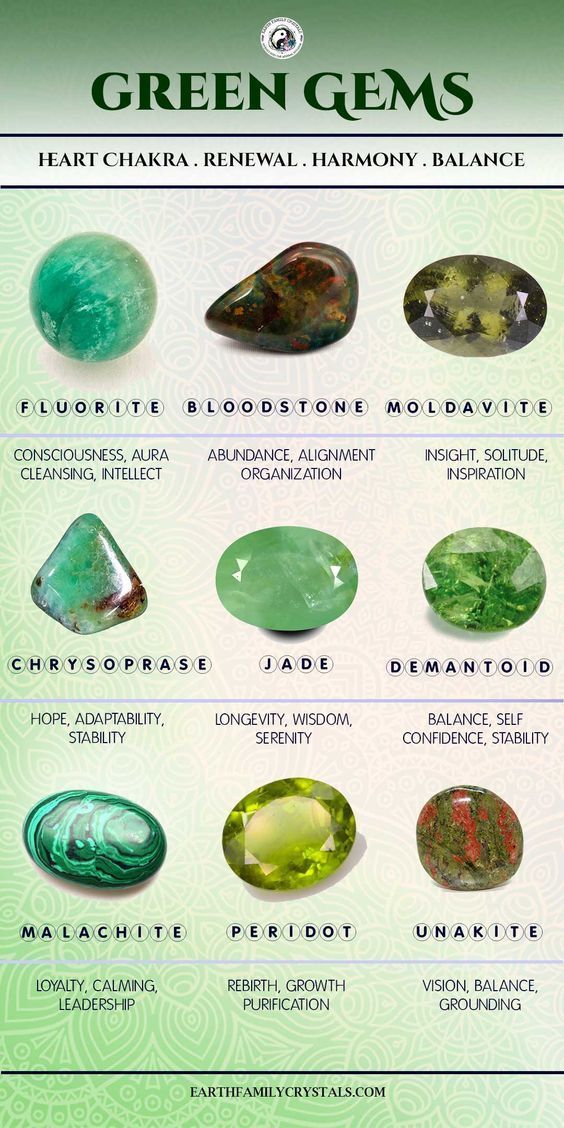 GREEN GEMS
HEART CHAKRA . RENEWAL . HARMONY . BALANCE
FLUORITE
BLOODSTONE
MOLDAVITE
CONSCIOUSNESS, AURA
CLEANSING, INTELLECT
ABUNDANCE, ALIGNMENT
ORGANIZATION
INSIGHT, SOLITUDE,
INSPIRATION
CHRYSOPRASE
JADE
DEMANTOID
HOPE, ADAPTABILITY,
STABILITY
LONGEVITY, WISDOM,
SERENITY
BALANCE, SELF
CONFIDENCE, STABILITY
MALACHITE
PERIDOT
UNAKITE
LOYALTY, CALMING,
LEADERSHIP
REBIRTH, GROWTH
PURIFICATION
VISION, BALANCE,
GROUNDING
EARTHFAMILYCRYSTALS.COM